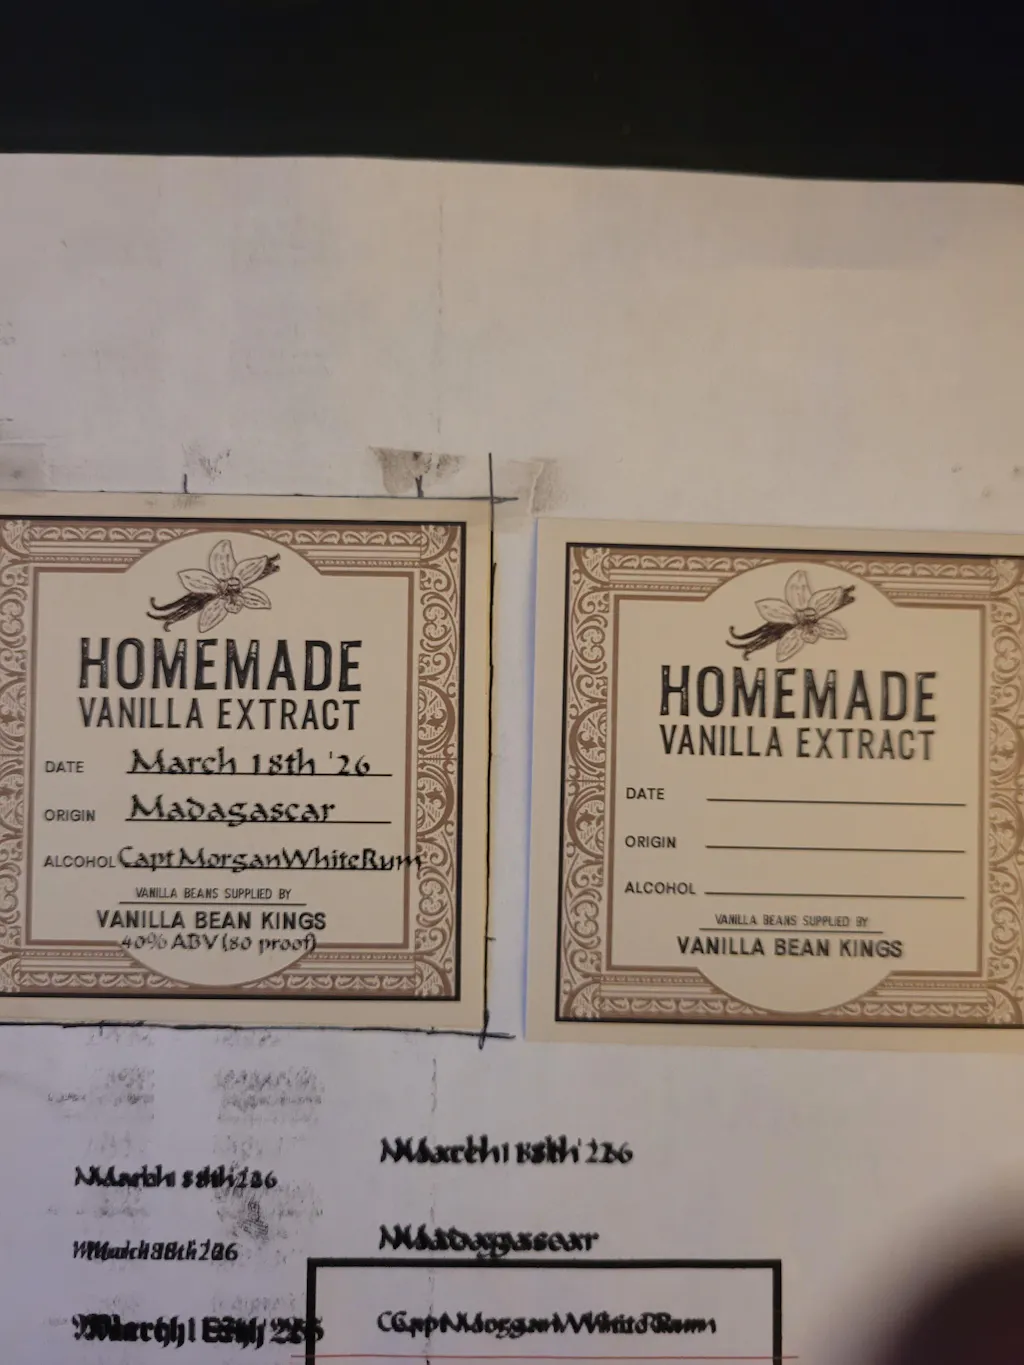 HOMEMADE
VANILLA EXTRACT
DATE March 18th '26
ORIGIN Madagascar
ALCOHOL Capt Morgan White Rum
VANILLA BEANS SUPPLIED BY
VANILLA BEAN KINGS
40% ABV (80 proof)
HOMEMADE
VANILLA EXTRACT
DATE
ORIGIN
ALCOHOL
VANILLA BEANS SUPPLIED BY
VANILLA BEAN KINGS